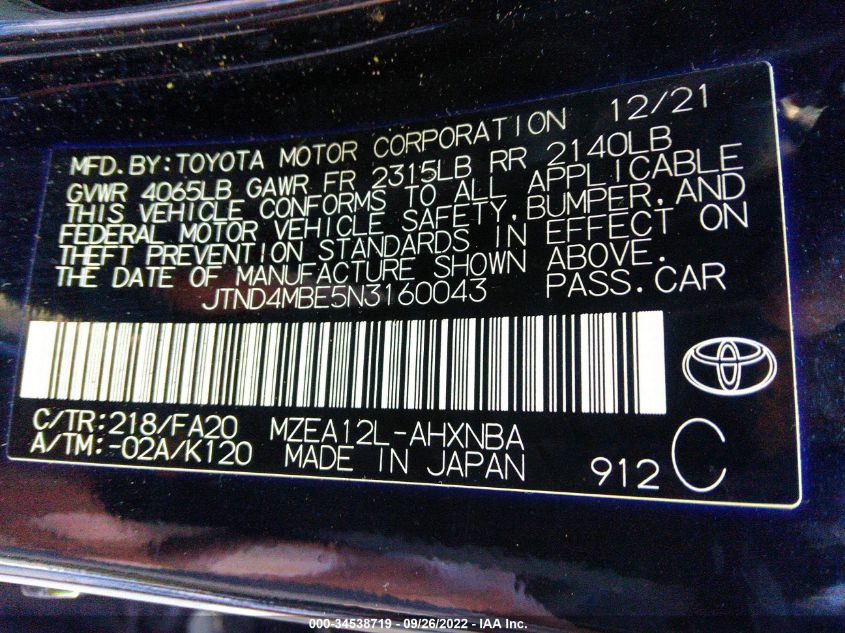 MFD.BY:TOYOTA MOTOR CORPORATION 12/21
GVWR 4065LB GAWR FR 2315LB RR 2140LB
THIS VEHICLE CONFORMS TO ALL APPLICABLE
FEDERAL MOTOR VEHICLE SAFETY,BUMPER,AND
THEFT PREVENTION STANDARDS IN EFFECT ON
THE DATE OF MANUFACTURE SHOWN ABOVE.
JTND4MBE5N3160043 PASS.CAR
C/TR:218/FA20 MZEA12L-AHXNBA
A/TM:-02A/K120 MADE IN JAPAN 912 C
000-34538719 - 09/26/2022 - IAA Inc.